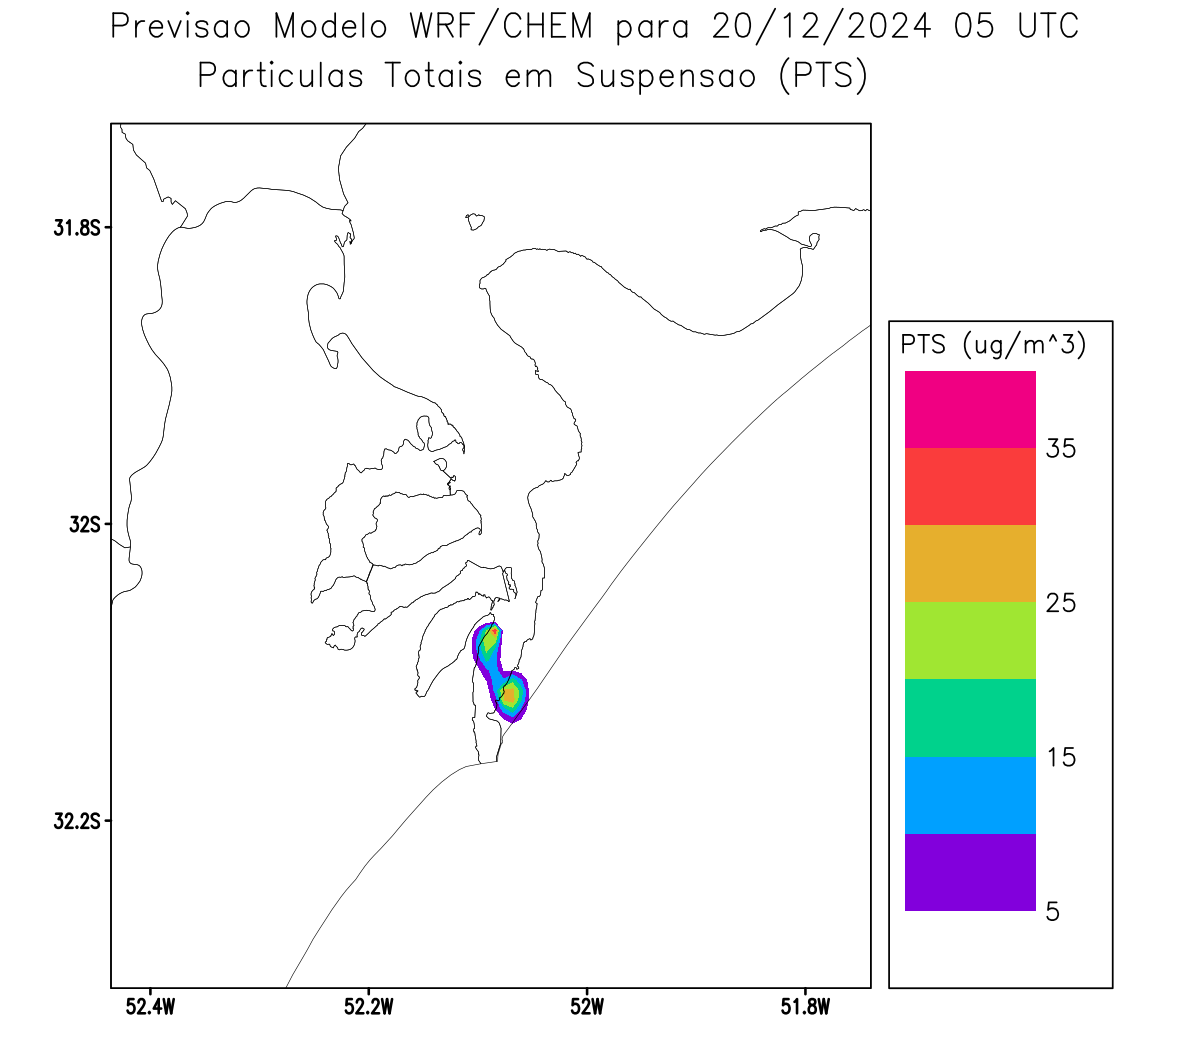 Previsao Modelo WRF/CHEM para 20/12/2024 05 UTC
Particulas Totais em Suspensao (PTS)
31.8S
32S
32.2S
52.4W
52.2W
52W
51.8W
PTS (ug/m^3)
35
25
15
5